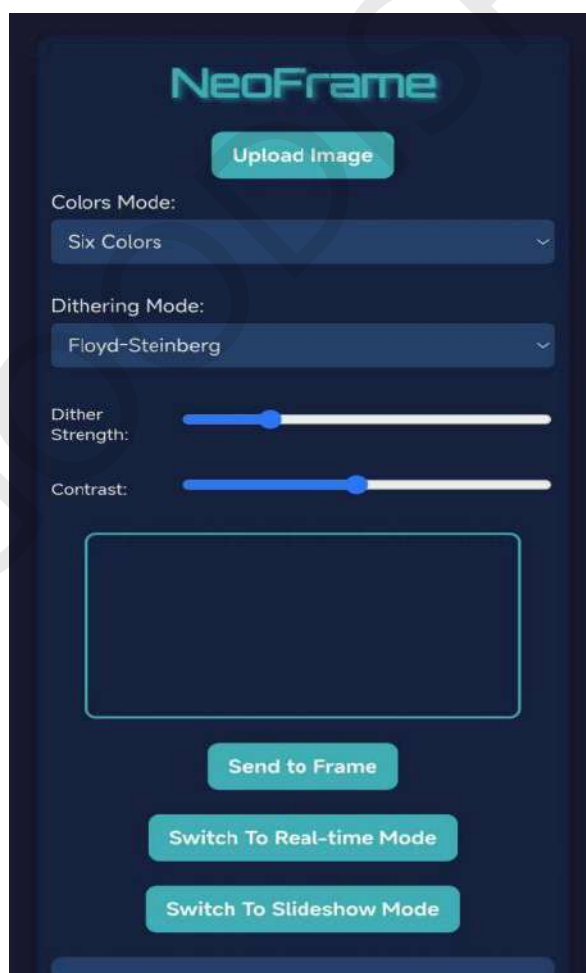 NeoFrame
Upload Image
Colors Mode:
Six Colors
Dithering Mode:
Floyd-Steinberg
Dither
Strength:
Contrast:
Send to Frame
Switch To Real-time Mode
Switch To Slideshow Mode